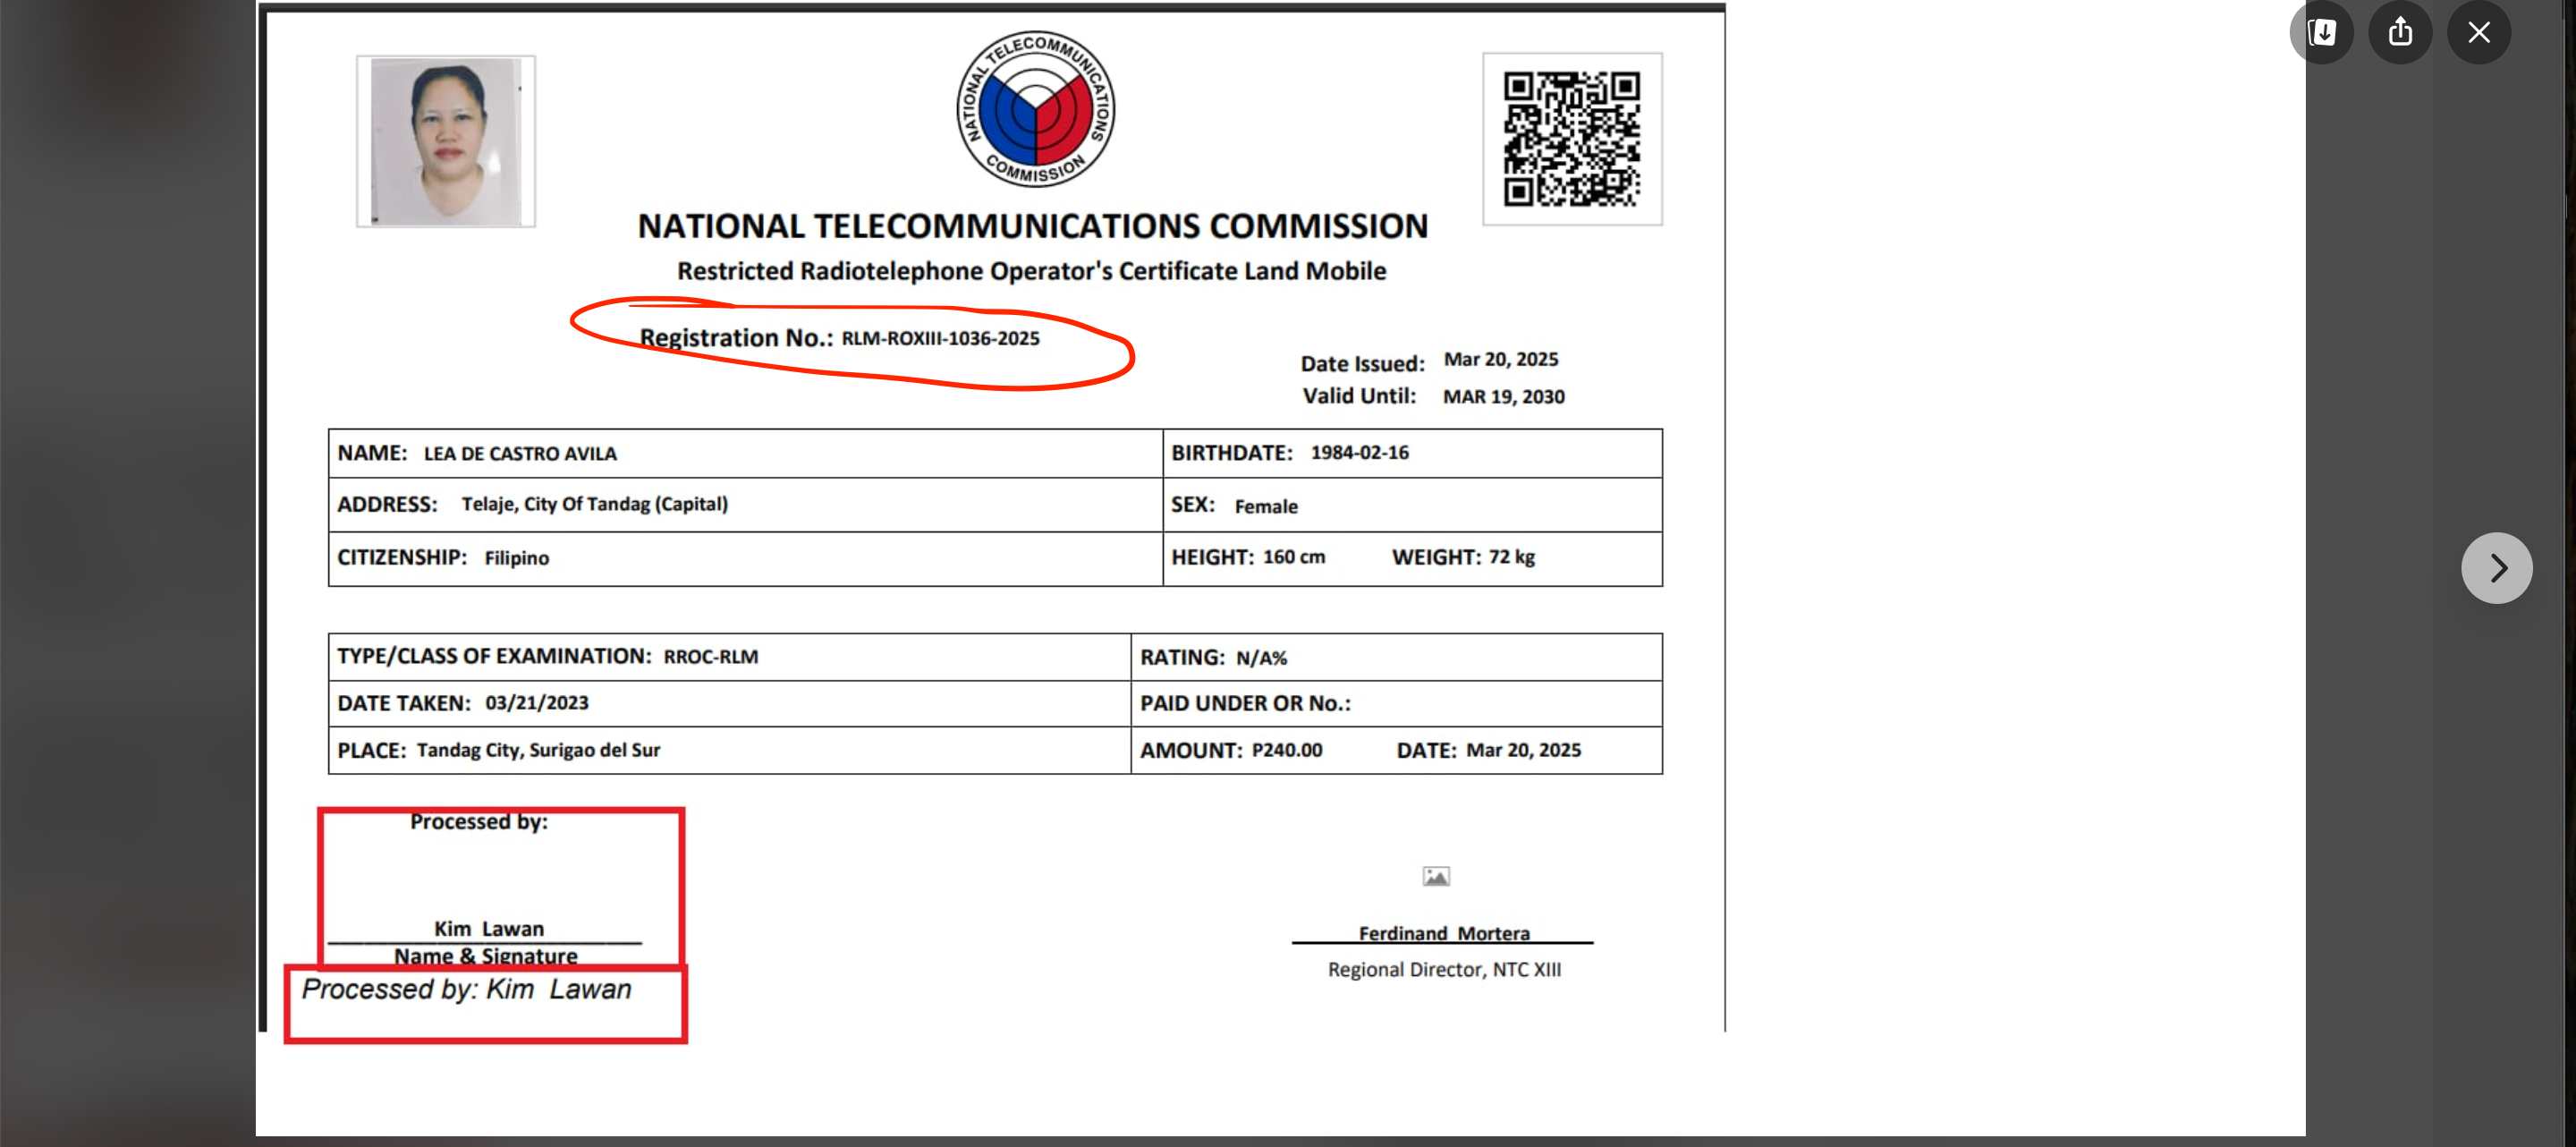 NATIONAL TELECOMMUNICATIONS COMMISSION
NATIONAL TELECOMMUNICATIONS COMMISSION
Restricted Radiotelephone Operator's Certificate Land Mobile
Registration No.: RLM-ROXIII-1036-2025
Date Issued: Mar 20, 2025
Valid Until: MAR 19, 2030
NAME: LEA DE CASTRO AVILA
BIRTHDATE: 1984-02-16
ADDRESS: Telaje, City Of Tandag (Capital)
SEX: Female
CITIZENSHIP: Filipino
HEIGHT: 160 cm WEIGHT: 72 kg
TYPE/CLASS OF EXAMINATION: RROC-RLM
RATING: N/A%
DATE TAKEN: 03/21/2023
PAID UNDER OR No.:
PLACE: Tandag City, Surigao del Sur
AMOUNT: P240.00 DATE: Mar 20, 2025
Processed by:
Kim Lawan
Name & Signature
Processed by: Kim Lawan
Ferdinand Mortera
Regional Director, NTC XIII